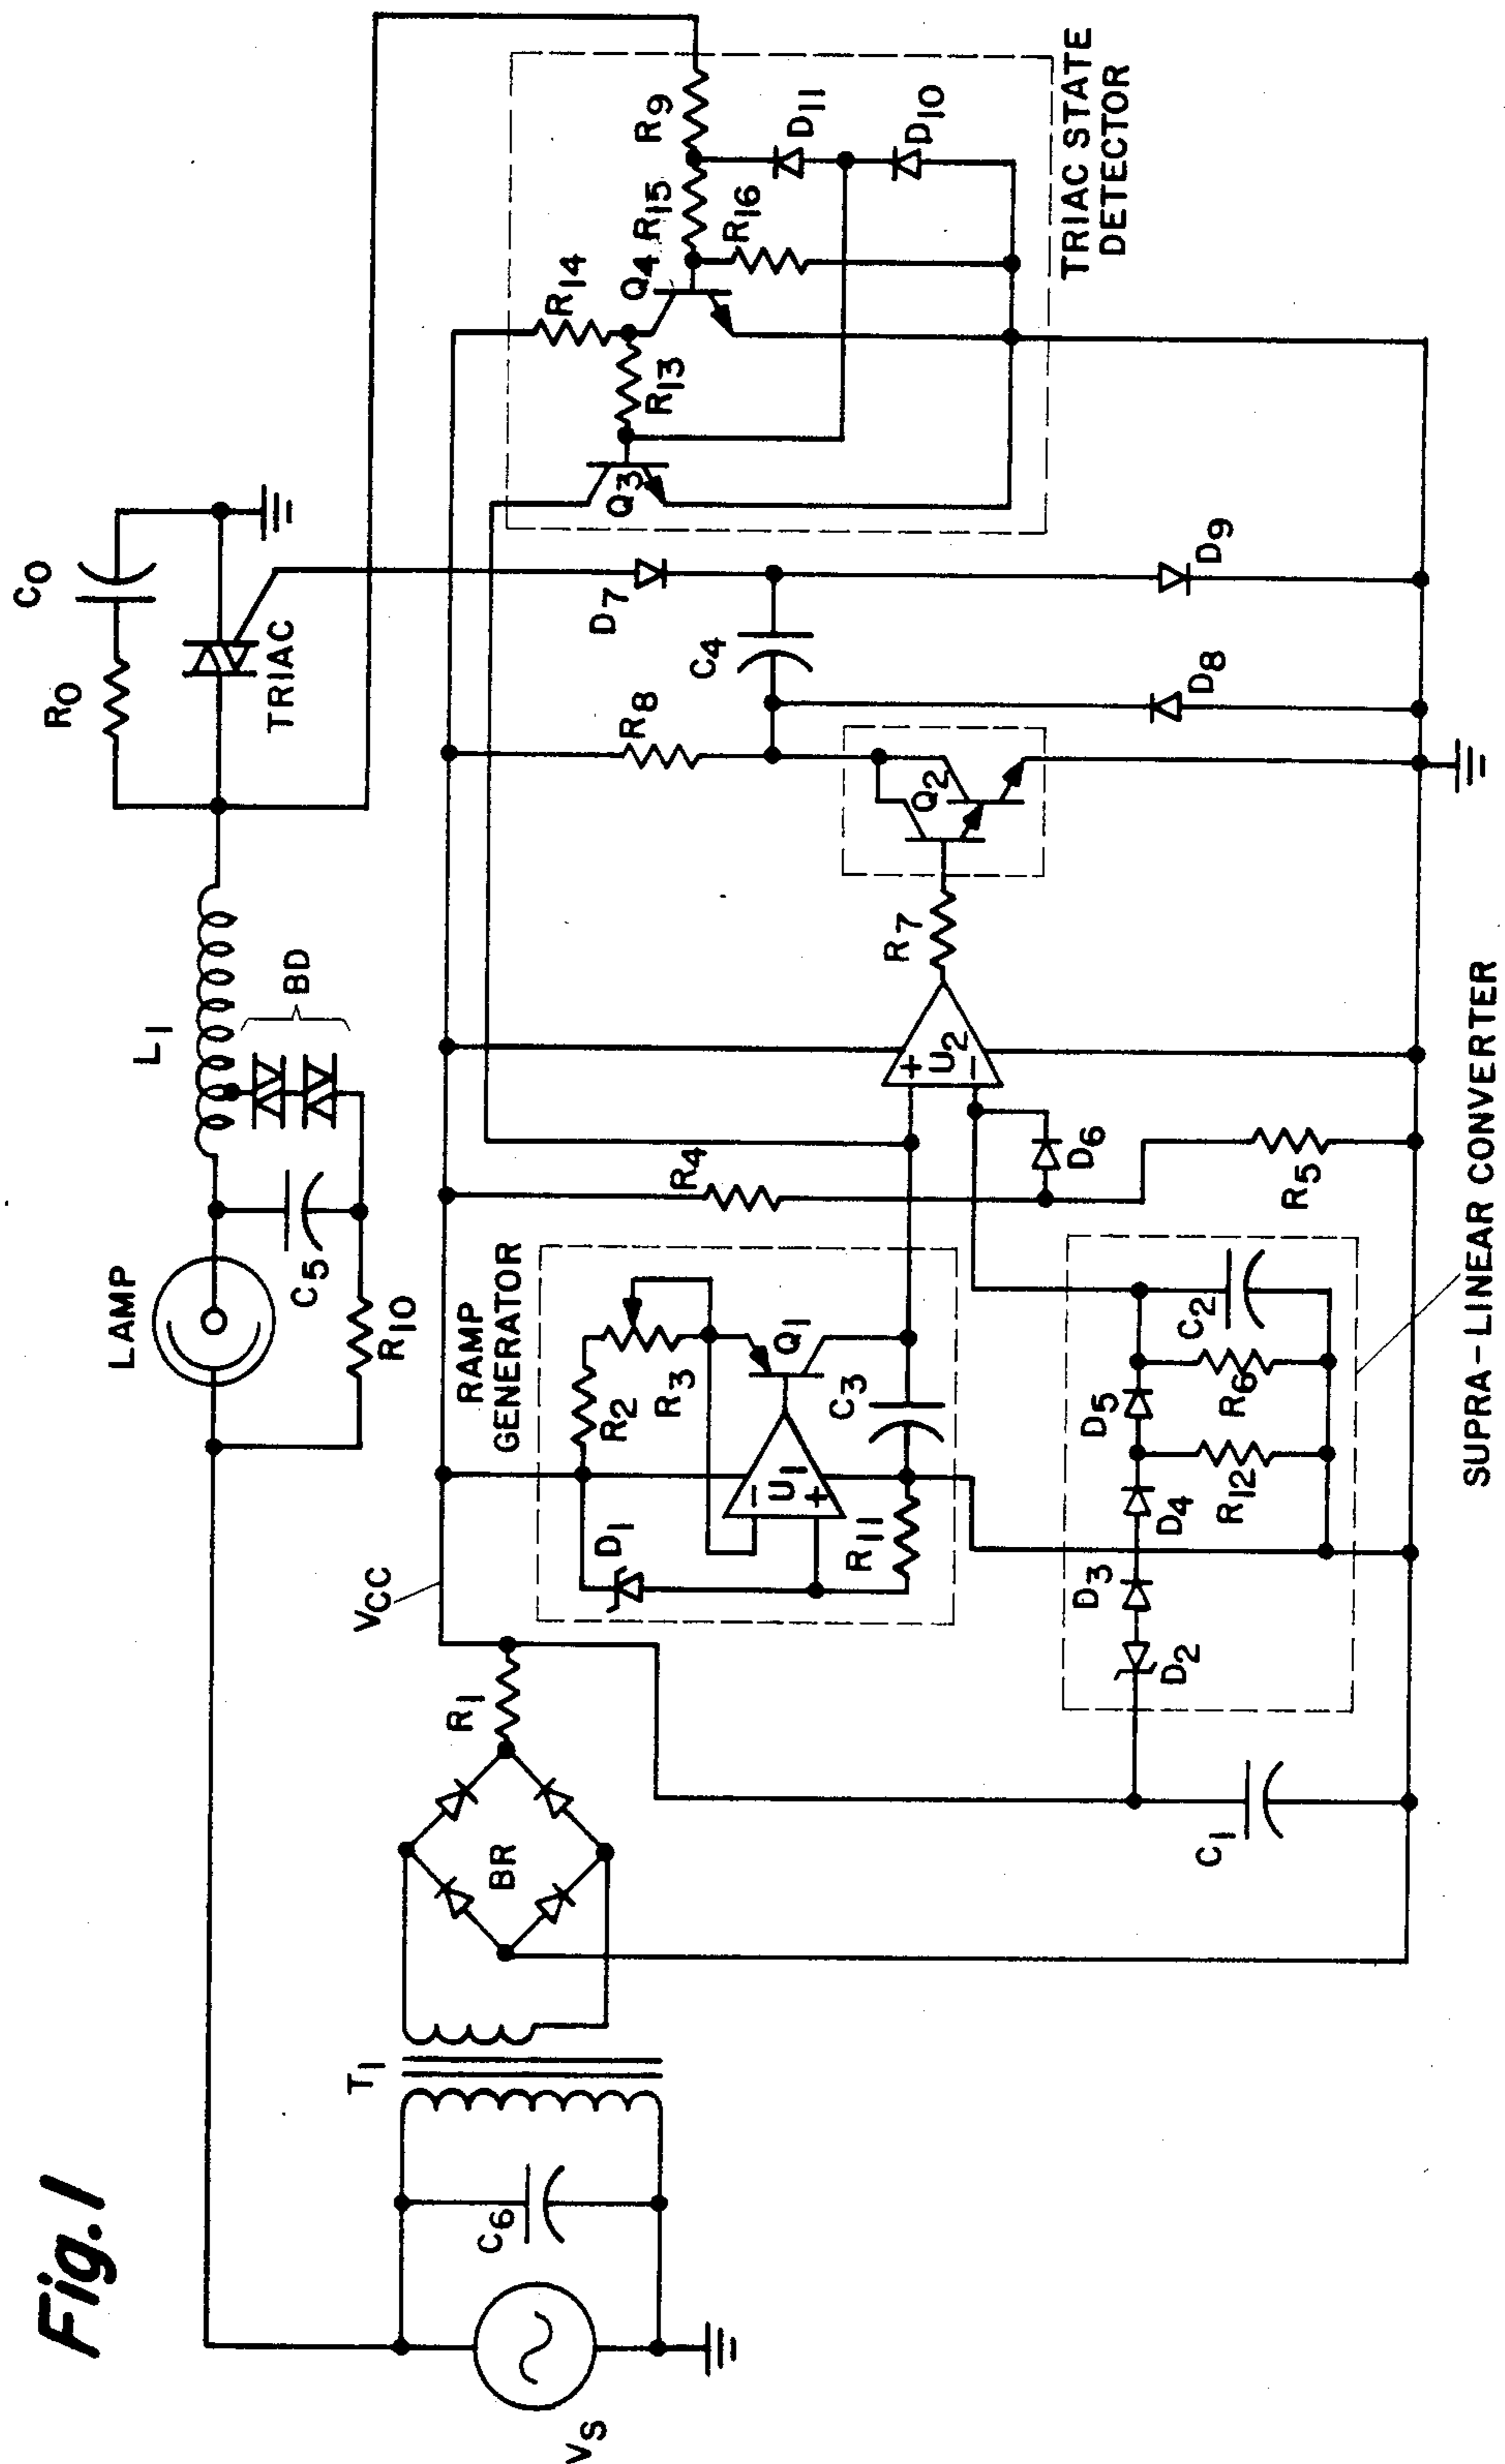 Fig. 1
VS
C6
T1
BR
R1
VCC
C1
LAMP
R10
C5
L1
BD
R0
C0
TRIAC
RAMP
GENERATOR
D1
R2
R3
U1
- +
Q1
R11
C3
D2
D3
D4
D5
R12
R6
C2
SUPRA-LINEAR CONVERTER
R4
D6
R5
U2
+ -
R7
Q2
R8
C4
D7
D8
D9
Q3
R13
R14
Q4
R15
R16
R9
D11
D10
TRIAC STATE
DETECTOR